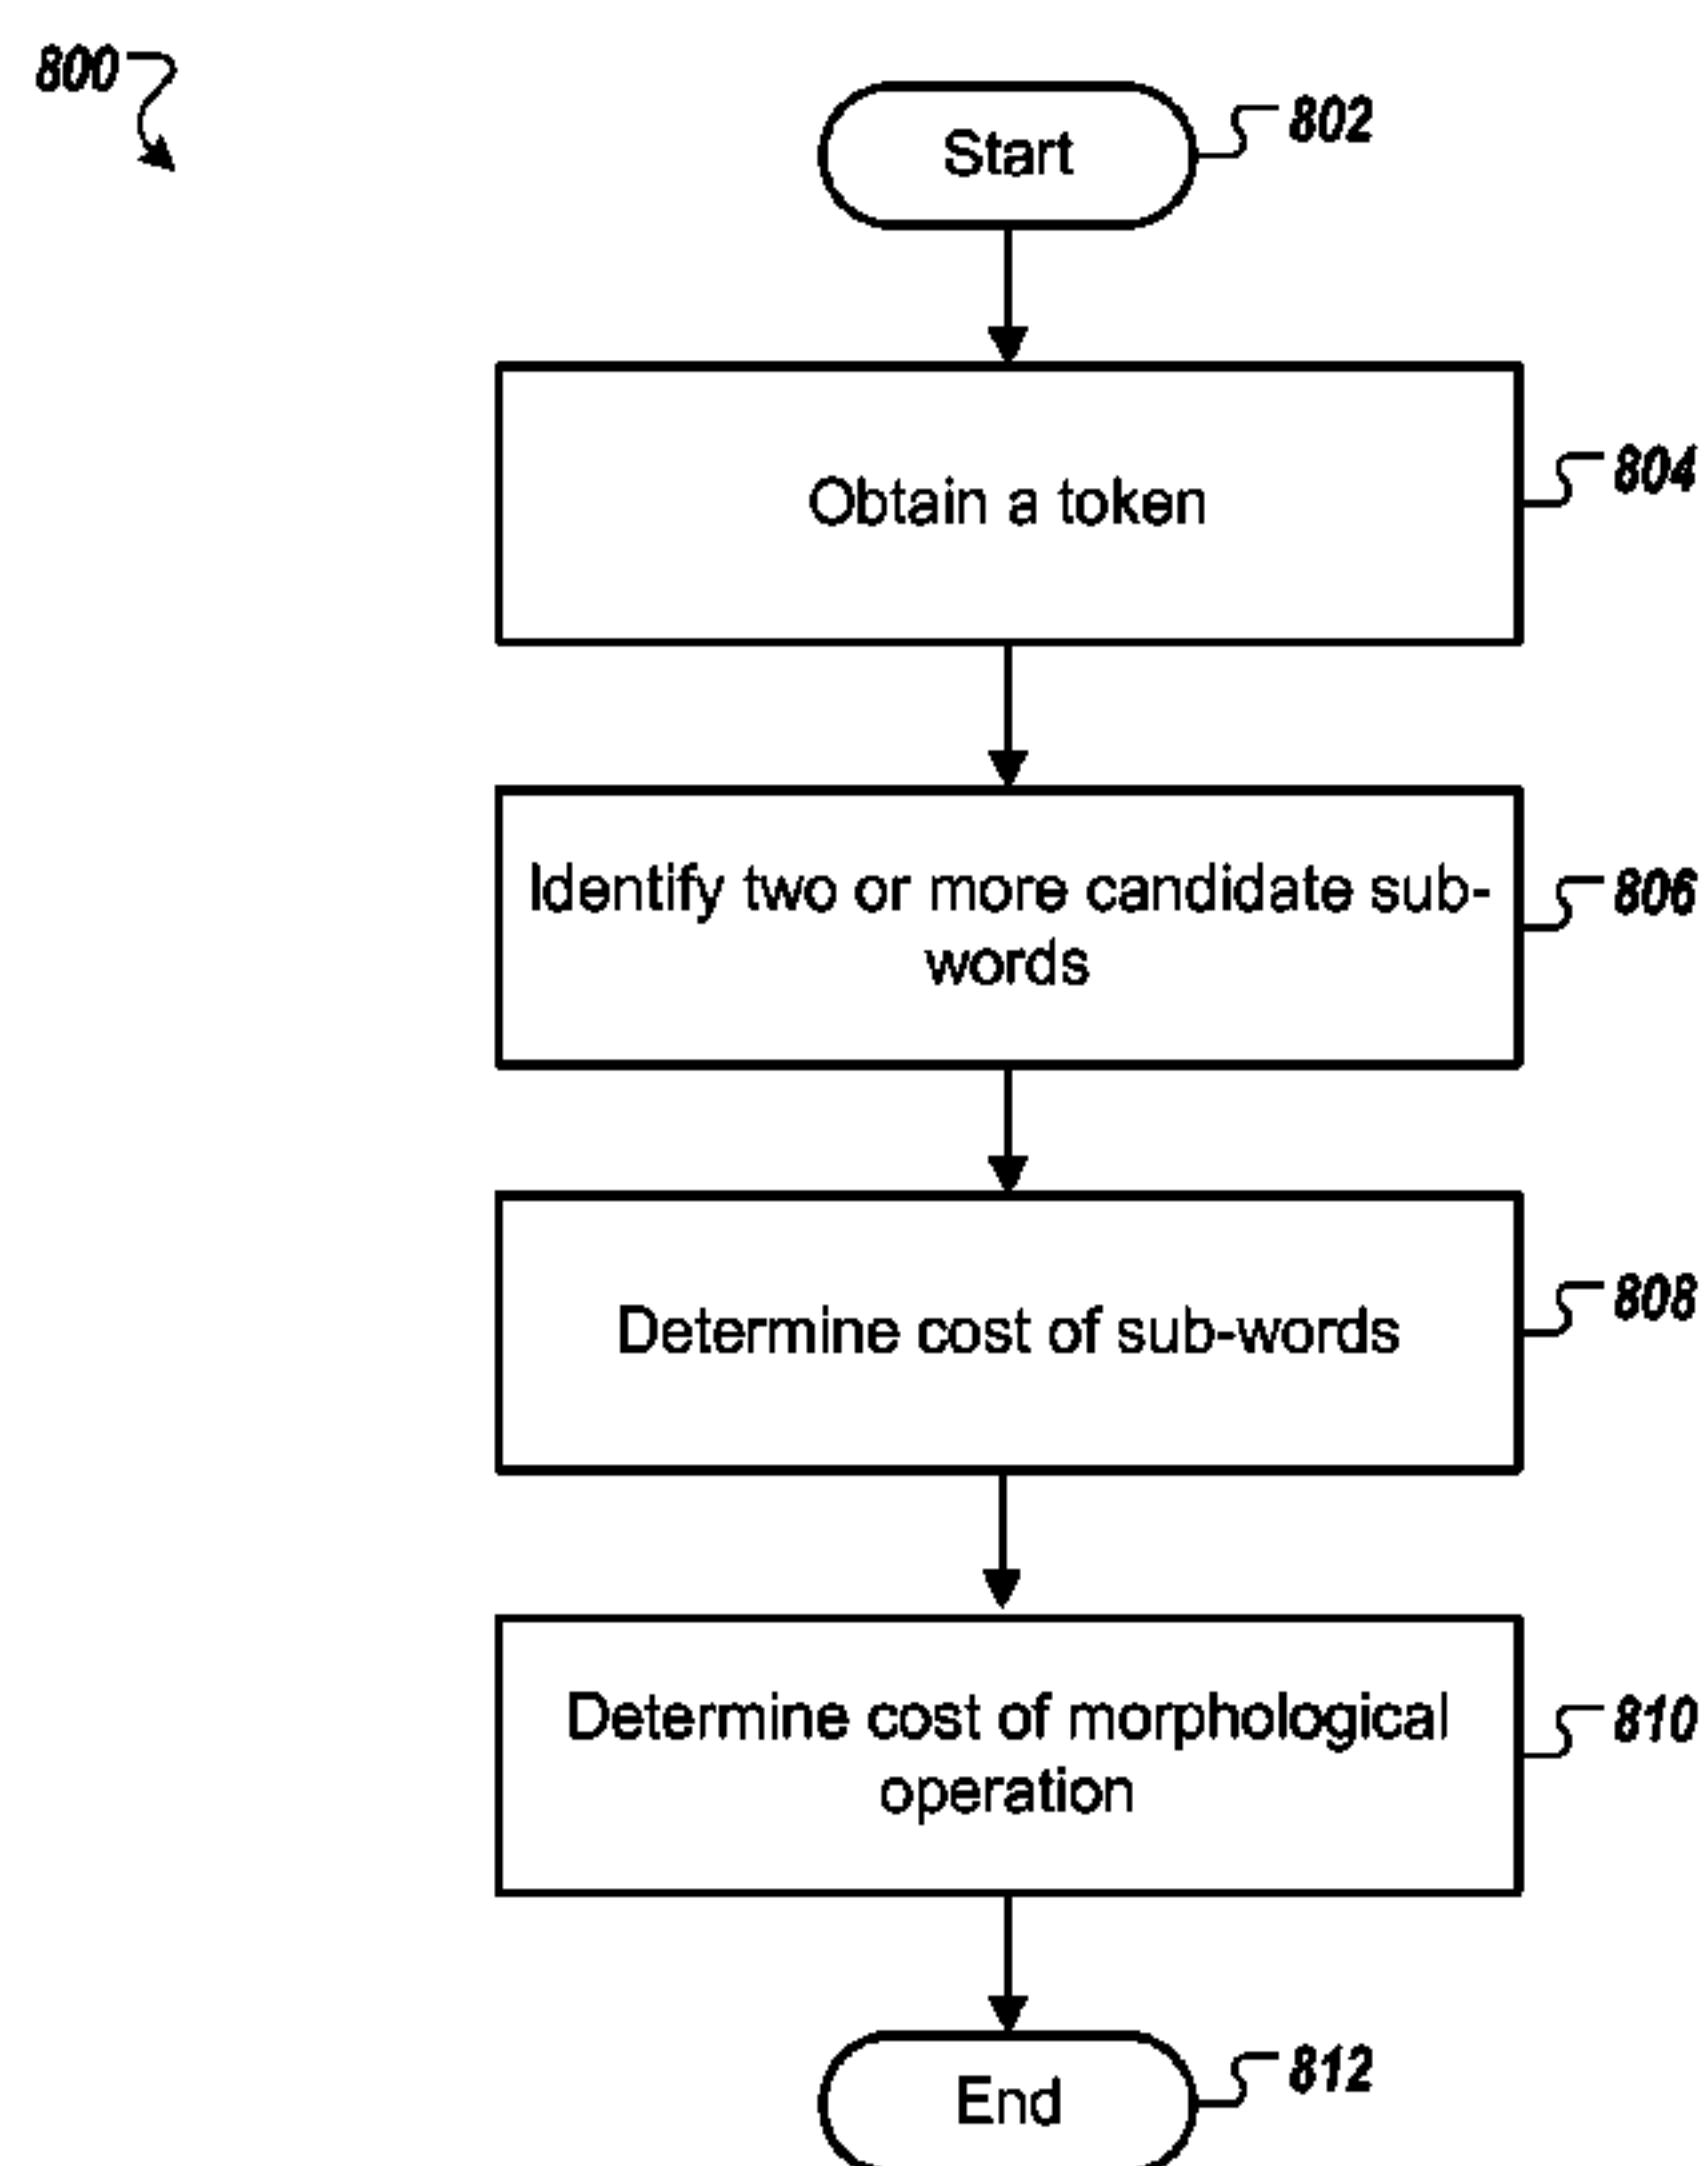 800
Start
802
Obtain a token
804
Identify two or more candidate sub-
words
806
Determine cost of sub-words
808
Determine cost of morphological
operation
810
End
812